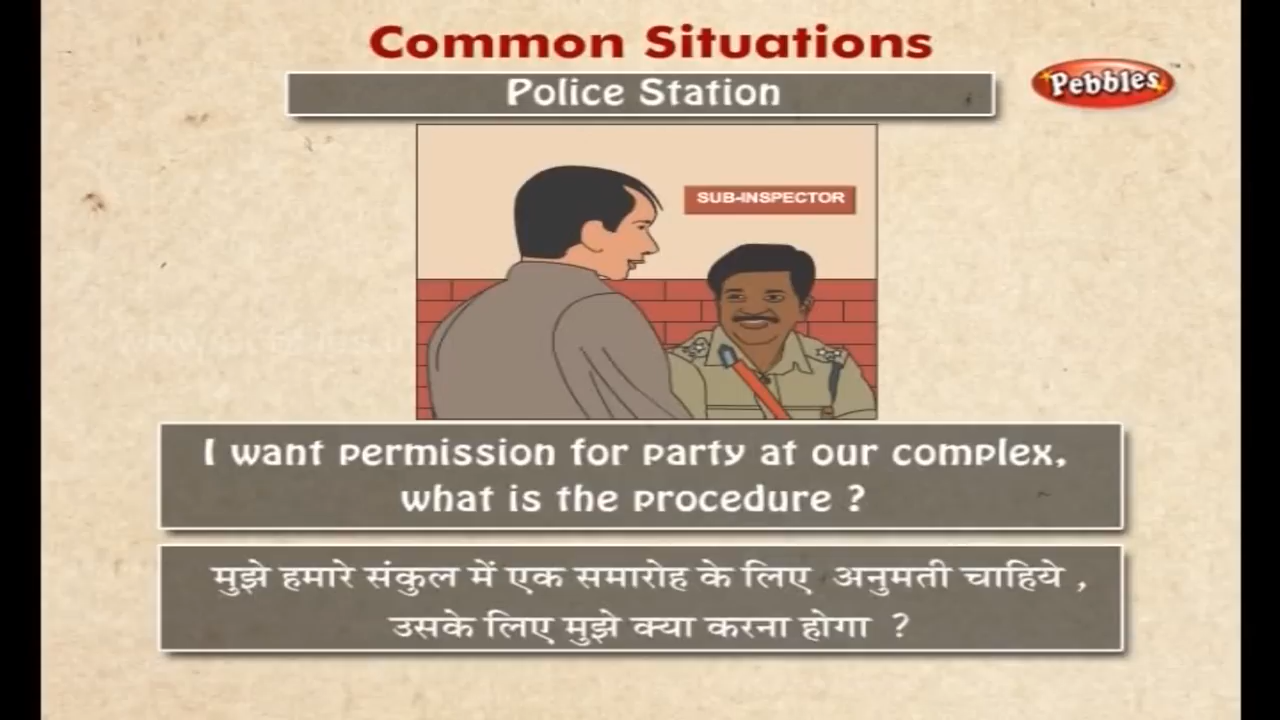 Common Situations
Police Station
Pebbles
SUB-INSPECTOR
I want permission for party at our complex,
what is the procedure ?
मुझे हमारे संकुल में एक समारोह के लिए अनुमती चाहिये ,
उसके लिए मुझे क्या करना होगा ?